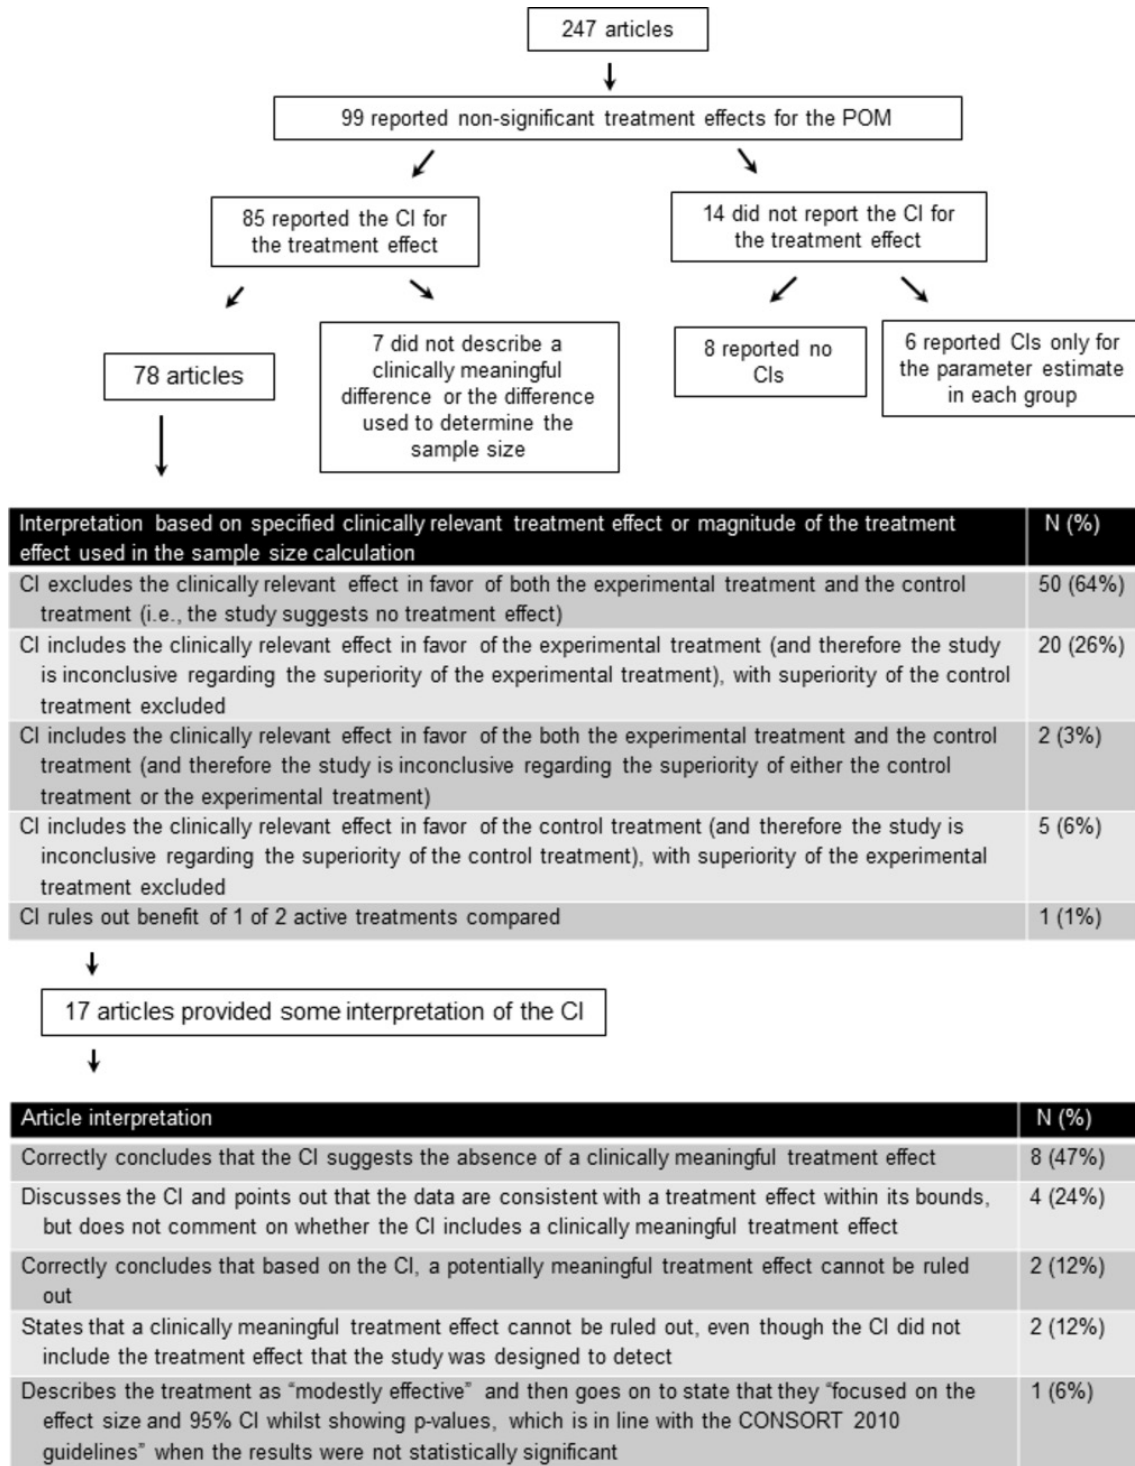 247 articles
99 reported non-significant treatment effects for the POM
85 reported the CI for
the treatment effect
14 did not report the CI for
the treatment effect
78 articles
7 did not describe a
clinically meaningful
difference or the difference
used to determine the
sample size
8 reported no
CIs
6 reported CIs only for
the parameter estimate
in each group
Interpretation based on specified clinically relevant treatment effect or magnitude of the treatment
effect used in the sample size calculation
N (%)
CI excludes the clinically relevant effect in favor of both the experimental treatment and the control
treatment (i.e., the study suggests no treatment effect)
50 (64%)
CI includes the clinically relevant effect in favor of the experimental treatment (and therefore the study
is inconclusive regarding the superiority of the experimental treatment), with superiority of the control
treatment excluded
20 (26%)
CI includes the clinically relevant effect in favor of the both the experimental treatment and the control
treatment (and therefore the study is inconclusive regarding the superiority of either the control
treatment or the experimental treatment)
2 (3%)
CI includes the clinically relevant effect in favor of the control treatment (and therefore the study is
inconclusive regarding the superiority of the control treatment), with superiority of the experimental
treatment excluded
5 (6%)
CI rules out benefit of 1 of 2 active treatments compared
1 (1%)
17 articles provided some interpretation of the CI
Article interpretation
N (%)
Correctly concludes that the CI suggests the absence of a clinically meaningful treatment effect
8 (47%)
Discusses the CI and points out that the data are consistent with a treatment effect within its bounds,
but does not comment on whether the CI includes a clinically meaningful treatment effect
4 (24%)
Correctly concludes that based on the CI, a potentially meaningful treatment effect cannot be ruled
out
2 (12%)
States that a clinically meaningful treatment effect cannot be ruled out, even though the CI did not
include the treatment effect that the study was designed to detect
2 (12%)
Describes the treatment as “modestly effective” and then goes on to state that they “focused on the
effect size and 95% CI whilst showing p-values, which is in line with the CONSORT 2010
guidelines” when the results were not statistically significant
1 (6%)